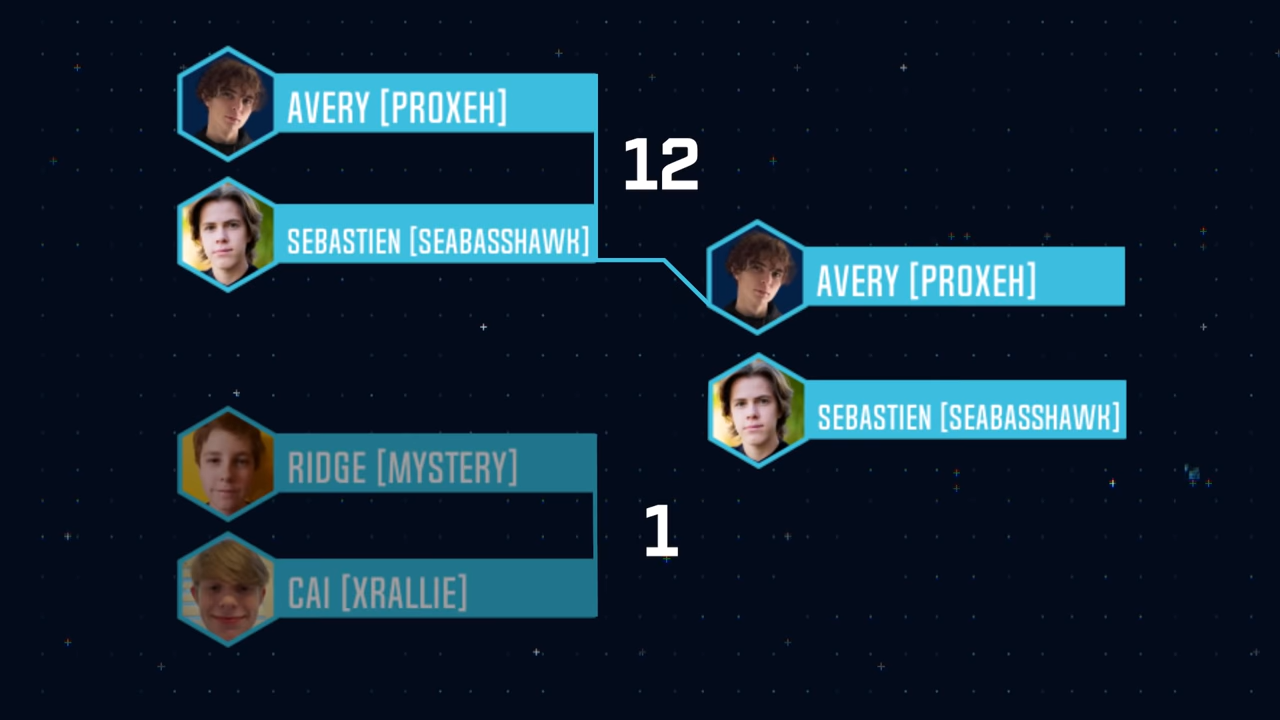 AVERY [PROXEH]
12
SEBASTIEN [SEABASSHAWK]
AVERY [PROXEH]
SEBASTIEN [SEABASSHAWK]
RIDGE [MYSTERY]
1
CAI [XRALLIE]